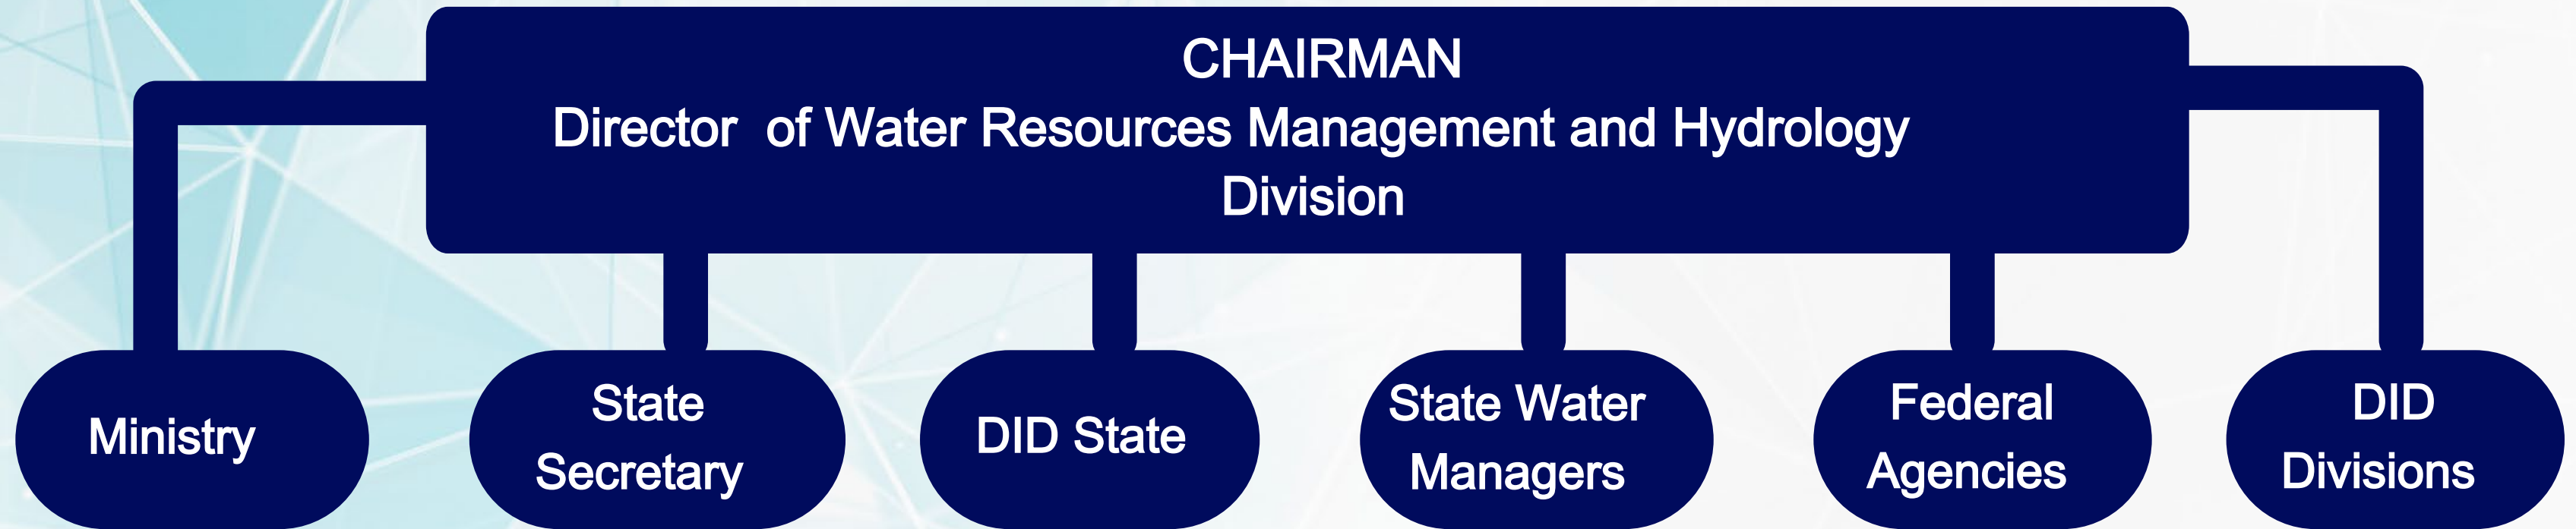 CHAIRMAN
Director of Water Resources Management and Hydrology
Division
Ministry
State
Secretary
DID State
State Water
Managers
Federal
Agencies
DID
Divisions